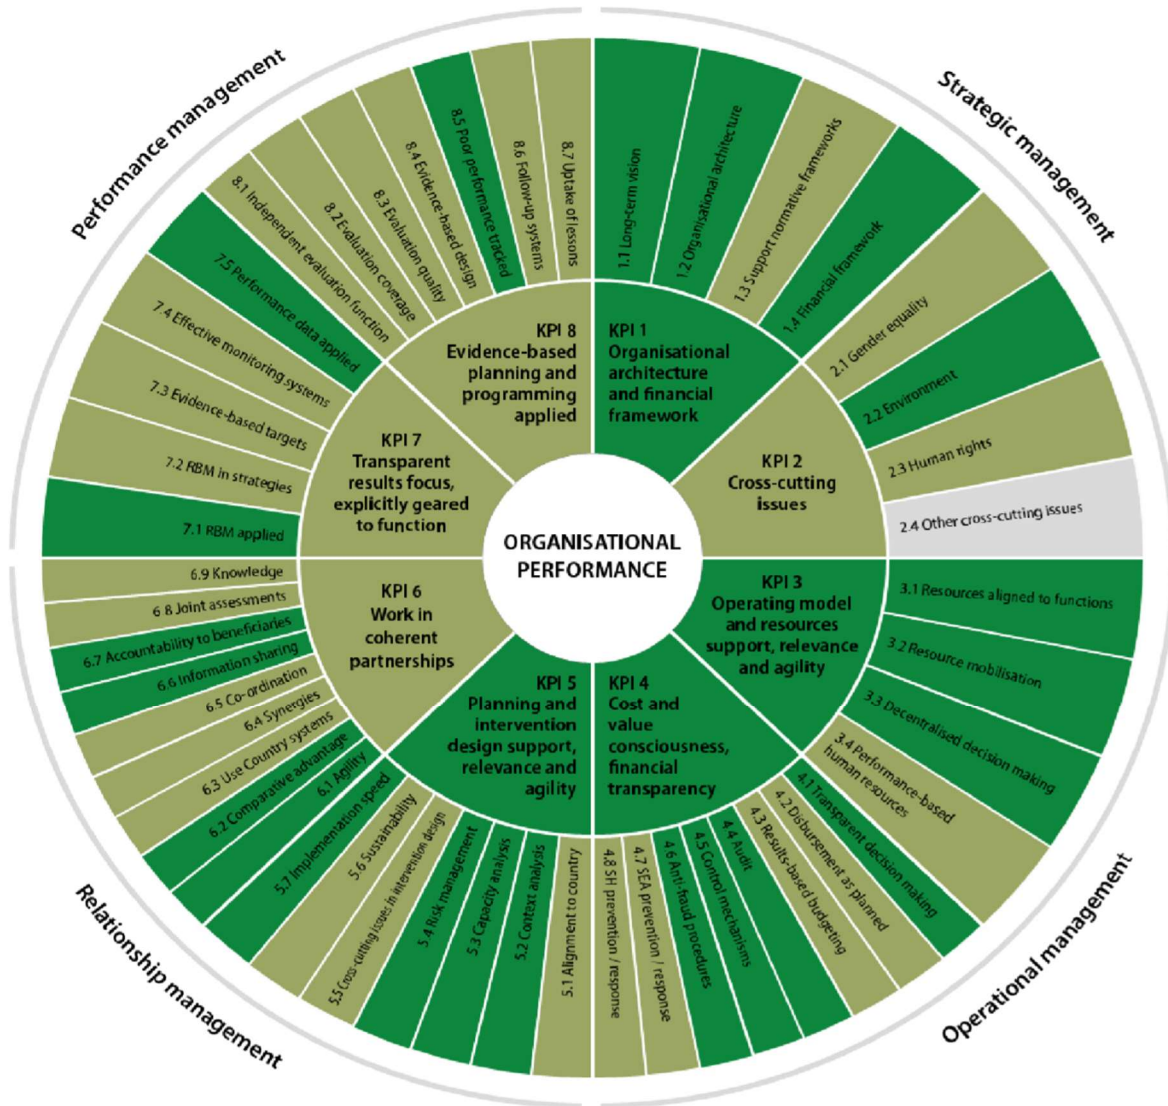 Performance management
Strategic management
Operational management
Relationship management
ORGANISATIONAL
PERFORMANCE
KPI 1
Organisational
architecture
and financial
framework
KPI 2
Cross-cutting
issues
KPI 3
Operating model
and resources
support, relevance
and agility
KPI 4
Cost and
value
consciousness,
financial
transparency
KPI 5
Planning and
intervention
design support,
relevance and
agility
KPI 6
Work in
coherent
partnerships
KPI 7
Transparent
results focus,
explicitly geared
to function
KPI 8
Evidence-based
planning and
programming
applied
1.1 Long-term vision
1.2 Organisational architecture
1.3 Support normative frameworks
1.4 Financial framework
2.1 Gender equality
2.2 Environment
2.3 Human rights
2.4 Other cross-cutting issues
3.1 Resources aligned to functions
3.2 Resource mobilisation
3.3 Decentralised decision making
3.4 Performance-based
human resources
4.1 Transparent decision making
4.2 Disbursement as planned
4.3 Results-based budgeting
4.4 Audit
4.5 Control mechanisms
4.6 Anti-fraud procedures
4.7 SEA prevention / response
4.8 SH prevention / response
5.1 Alignment to country
5.2 Context analysis
5.3 Capacity analysis
5.4 Risk management
5.5 Cross-cutting issues in intervention design
5.6 Sustainability
5.7 Implementation speed
6.1 Agility
6.2 Comparative advantage
6.3 Use Country systems
6.4 Synergies
6.5 Co-ordination
6.6 Information sharing
6.7 Accountability to beneficiaries
6.8 Joint assessments
6.9 Knowledge
7.1 RBM applied
7.2 RBM in strategies
7.3 Evidence-based targets
7.4 Effective monitoring systems
7.5 Performance data applied
8.1 Independent evaluation function
8.2 Evaluation coverage
8.3 Evaluation quality
8.4 Evidence-based design
8.5 Poor performance tracked
8.6 Follow-up systems
8.7 Uptake of lessons